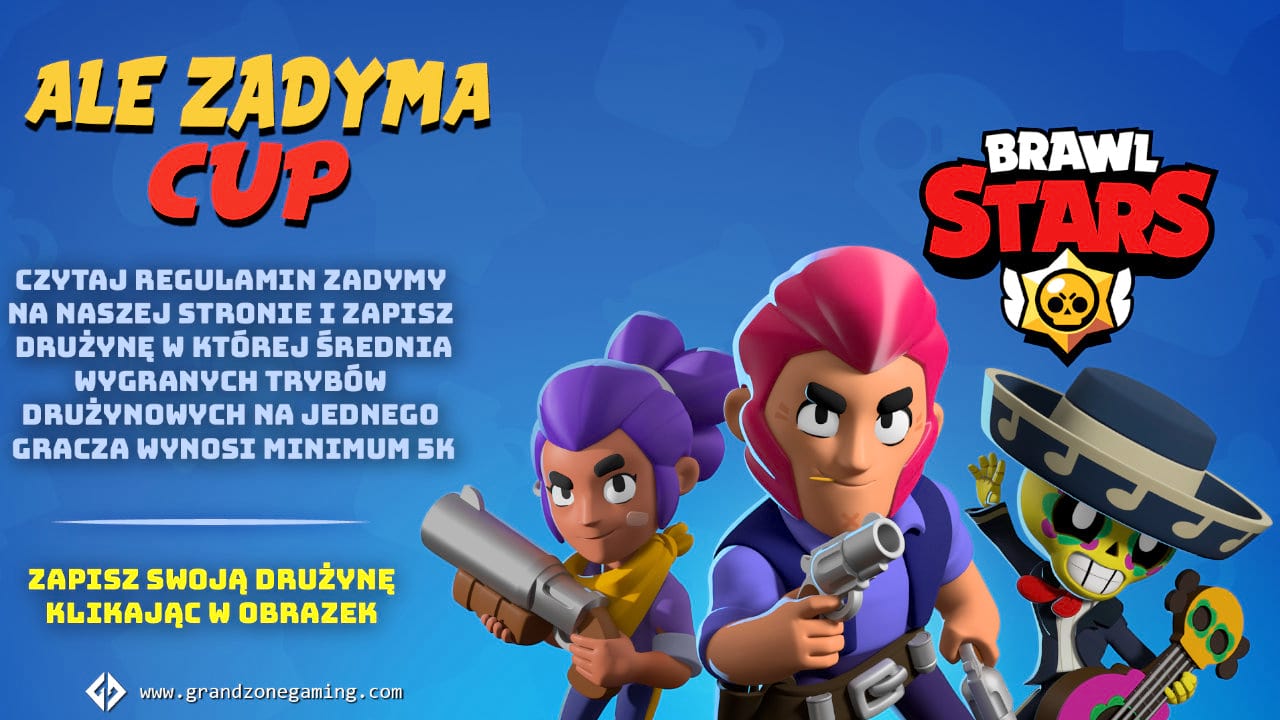 ALE ZADYMA
CUP
BRAWL
STARS
CZYTAJ REGULAMIN ZADYMY
NA NASZEJ STRONIE I ZAPISZ
DRUŻYNĘ W KTÓREJ ŚREDNIA
WYGRANYCH TRYBÓW
DRUŻYNOWYCH NA JEDNEGO
GRACZA WYNOSI MINIMUM 5K
ZAPISZ SWOJĄ DRUŻYNĘ
KLIKAJĄC W OBRAZEK
www.grandzonegaming.com